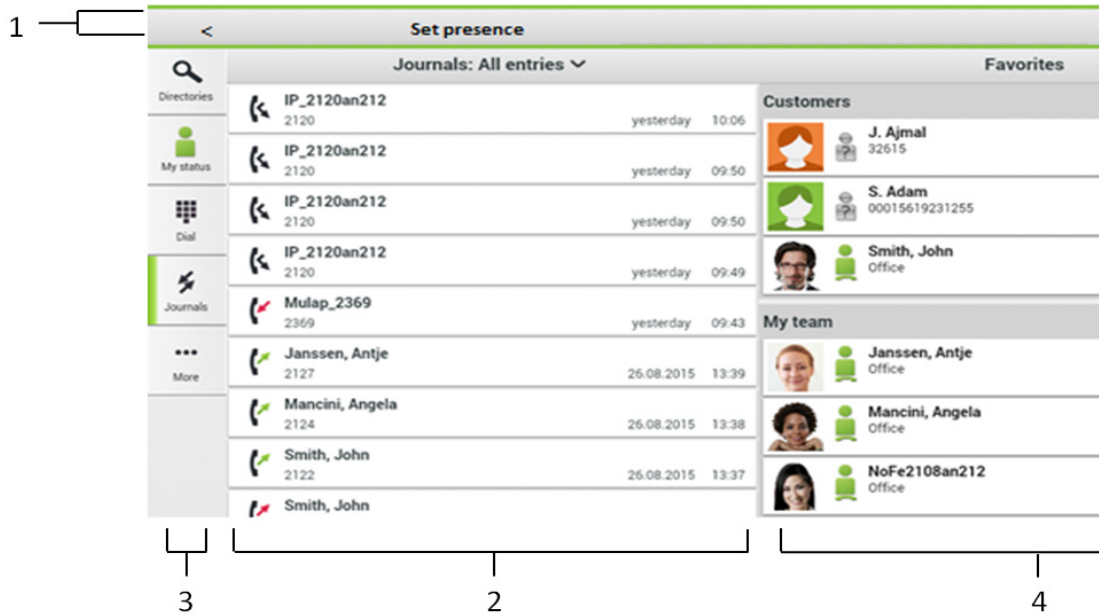 1
< Set presence
Journals: All entries
Favorites
Directories
My status
Dial
Journals
More
IP_2120an212
2120 yesterday 10:06
IP_2120an212
2120 yesterday 09:50
IP_2120an212
2120 yesterday 09:50
IP_2120an212
2120 yesterday 09:49
Mulap_2369
2369 yesterday 09:43
Janssen, Antje
2127 26.08.2015 13:39
Mancini, Angela
2124 26.08.2015 13:38
Smith, John
2122 26.08.2015 13:37
Smith, John
Customers
J. Ajmal
32615
S. Adam
00015619231255
Smith, John
Office
My team
Janssen, Antje
Office
Mancini, Angela
Office
NoFe2108an212
Office
3
2
4